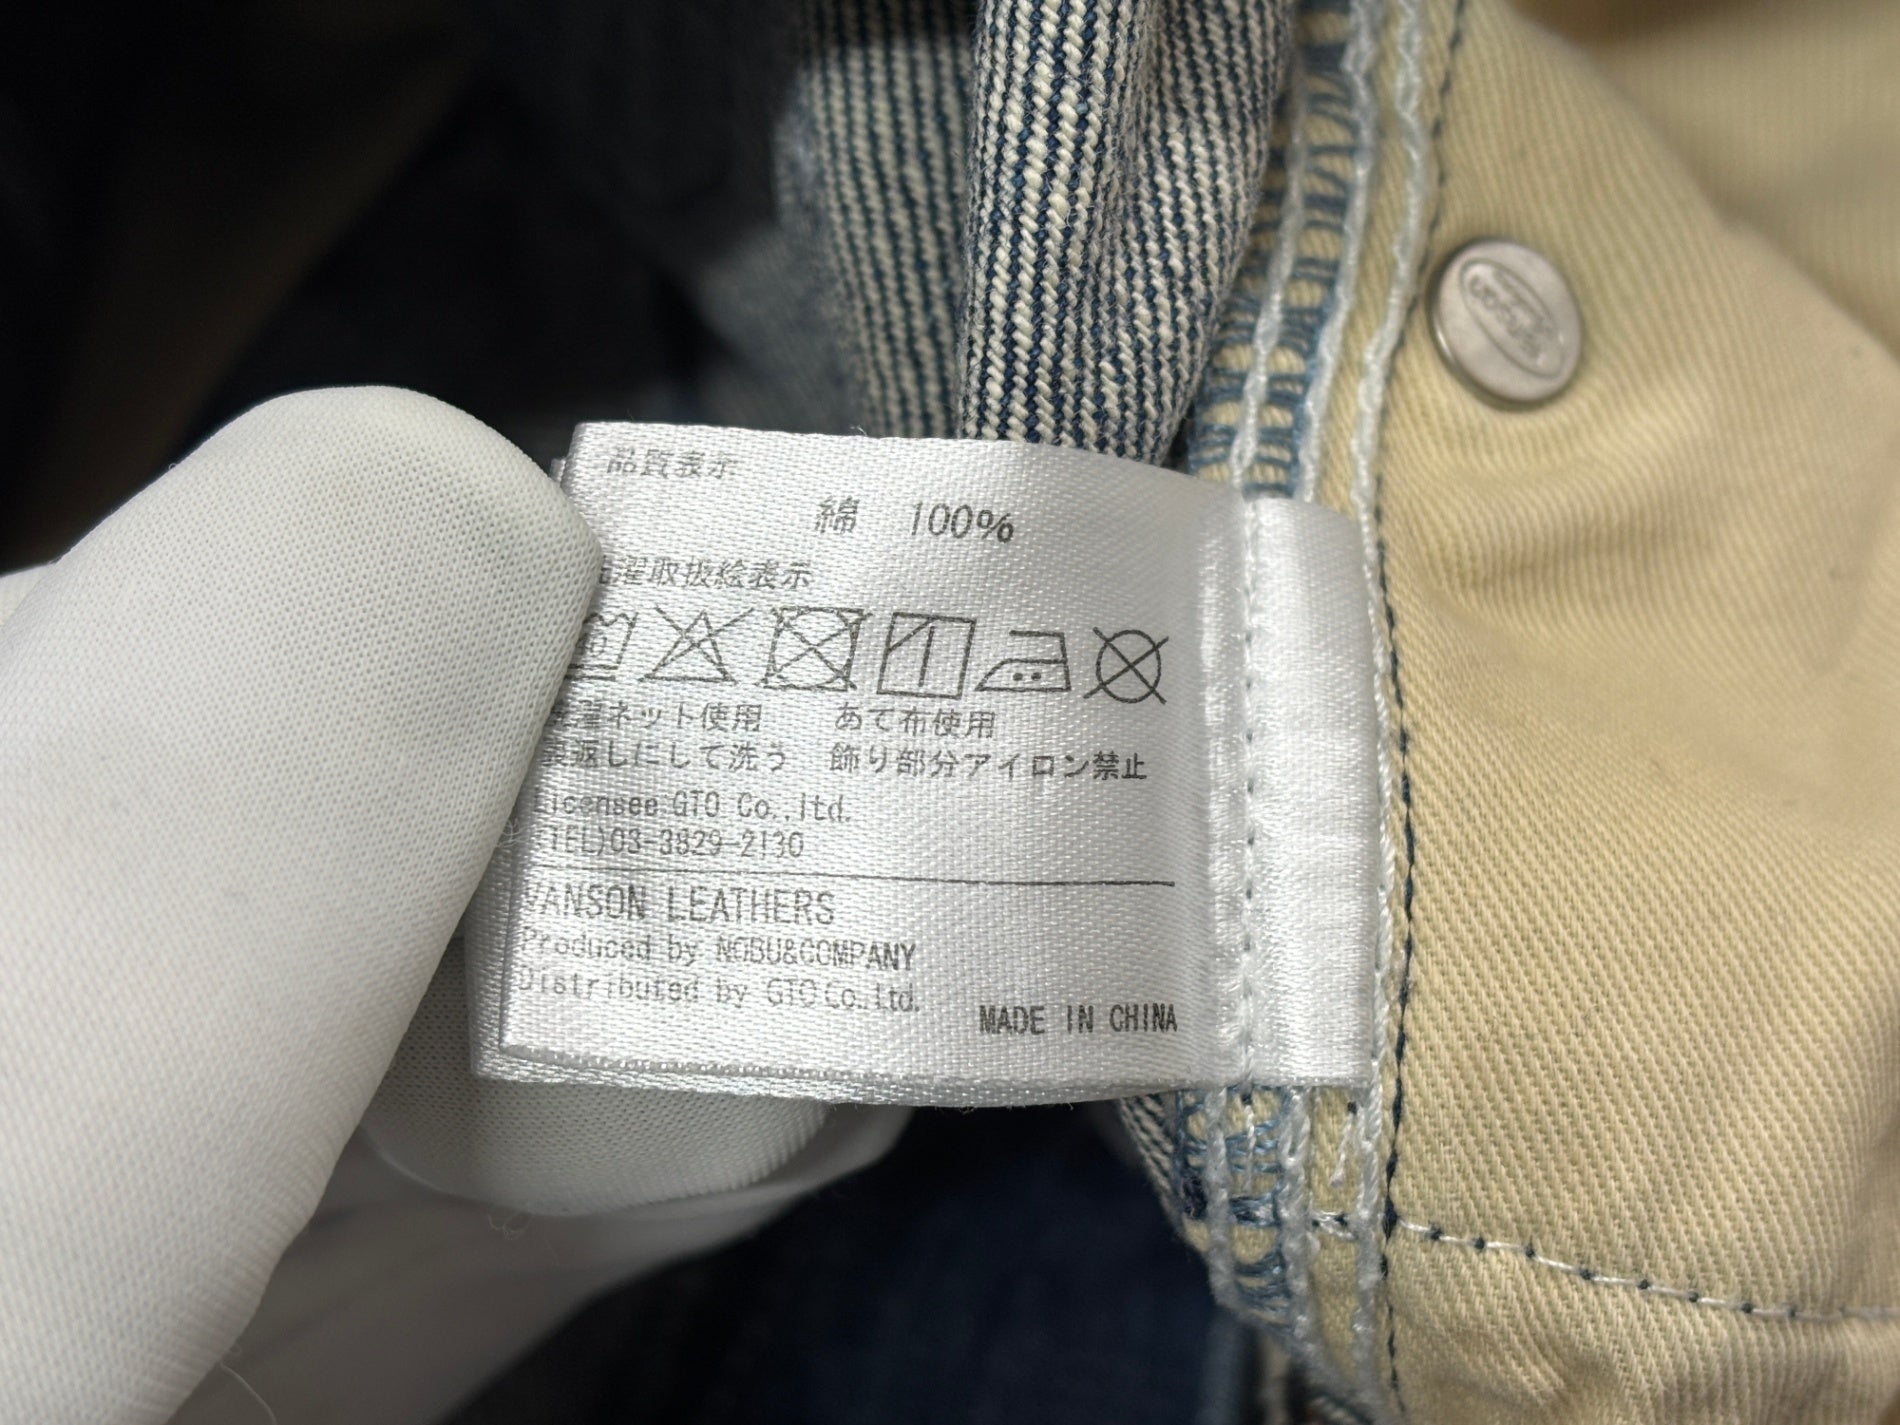 品質表示
綿 100%
洗濯取扱絵表示
洗濯ネット使用 あて布使用
裏返しにして洗う 飾り部分アイロン禁止
Licensee:GTO Co.,ltd.
(TEL)03-3829-2130
VANSON LEATHERS
Produced by NOBU&COMPANY
Distributed by GTO Co.,Ltd.
MADE IN CHINA